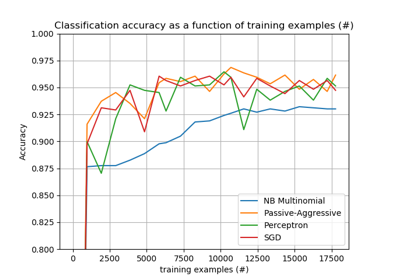 Classification accuracy as a function of training examples (#)
1.000
0.975
0.950
0.925
0.900
0.875
0.850
0.825
0.800
Accuracy
NB Multinomial
Passive-Aggressive
Perceptron
SGD
0 2500 5000 7500 10000 12500 15000 17500
training examples (#)